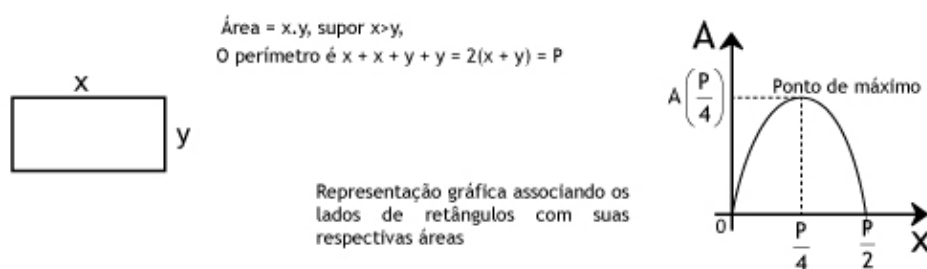 Área = x.y, supor x>y,
O perímetro é x + x + y + y = 2(x + y) = P
x
y
Representação gráfica associando os
lados de retângulos com suas
respectivas áreas
A
A(P/4)
Ponto de máximo
0
P/4
P/2
X